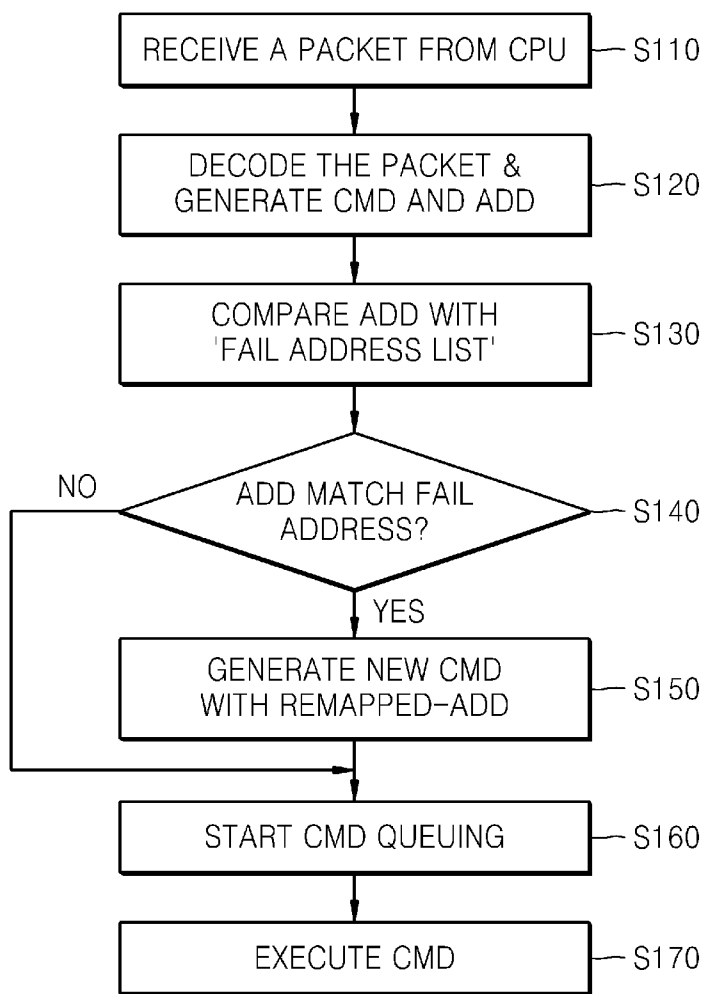 RECEIVE A PACKET FROM CPU
S110
DECODE THE PACKET &
GENERATE CMD AND ADD
S120
COMPARE ADD WITH
'FAIL ADDRESS LIST'
S130
NO
ADD MATCH FAIL
ADDRESS?
S140
YES
GENERATE NEW CMD
WITH REMAPPED-ADD
S150
START CMD QUEUING
S160
EXECUTE CMD
S170